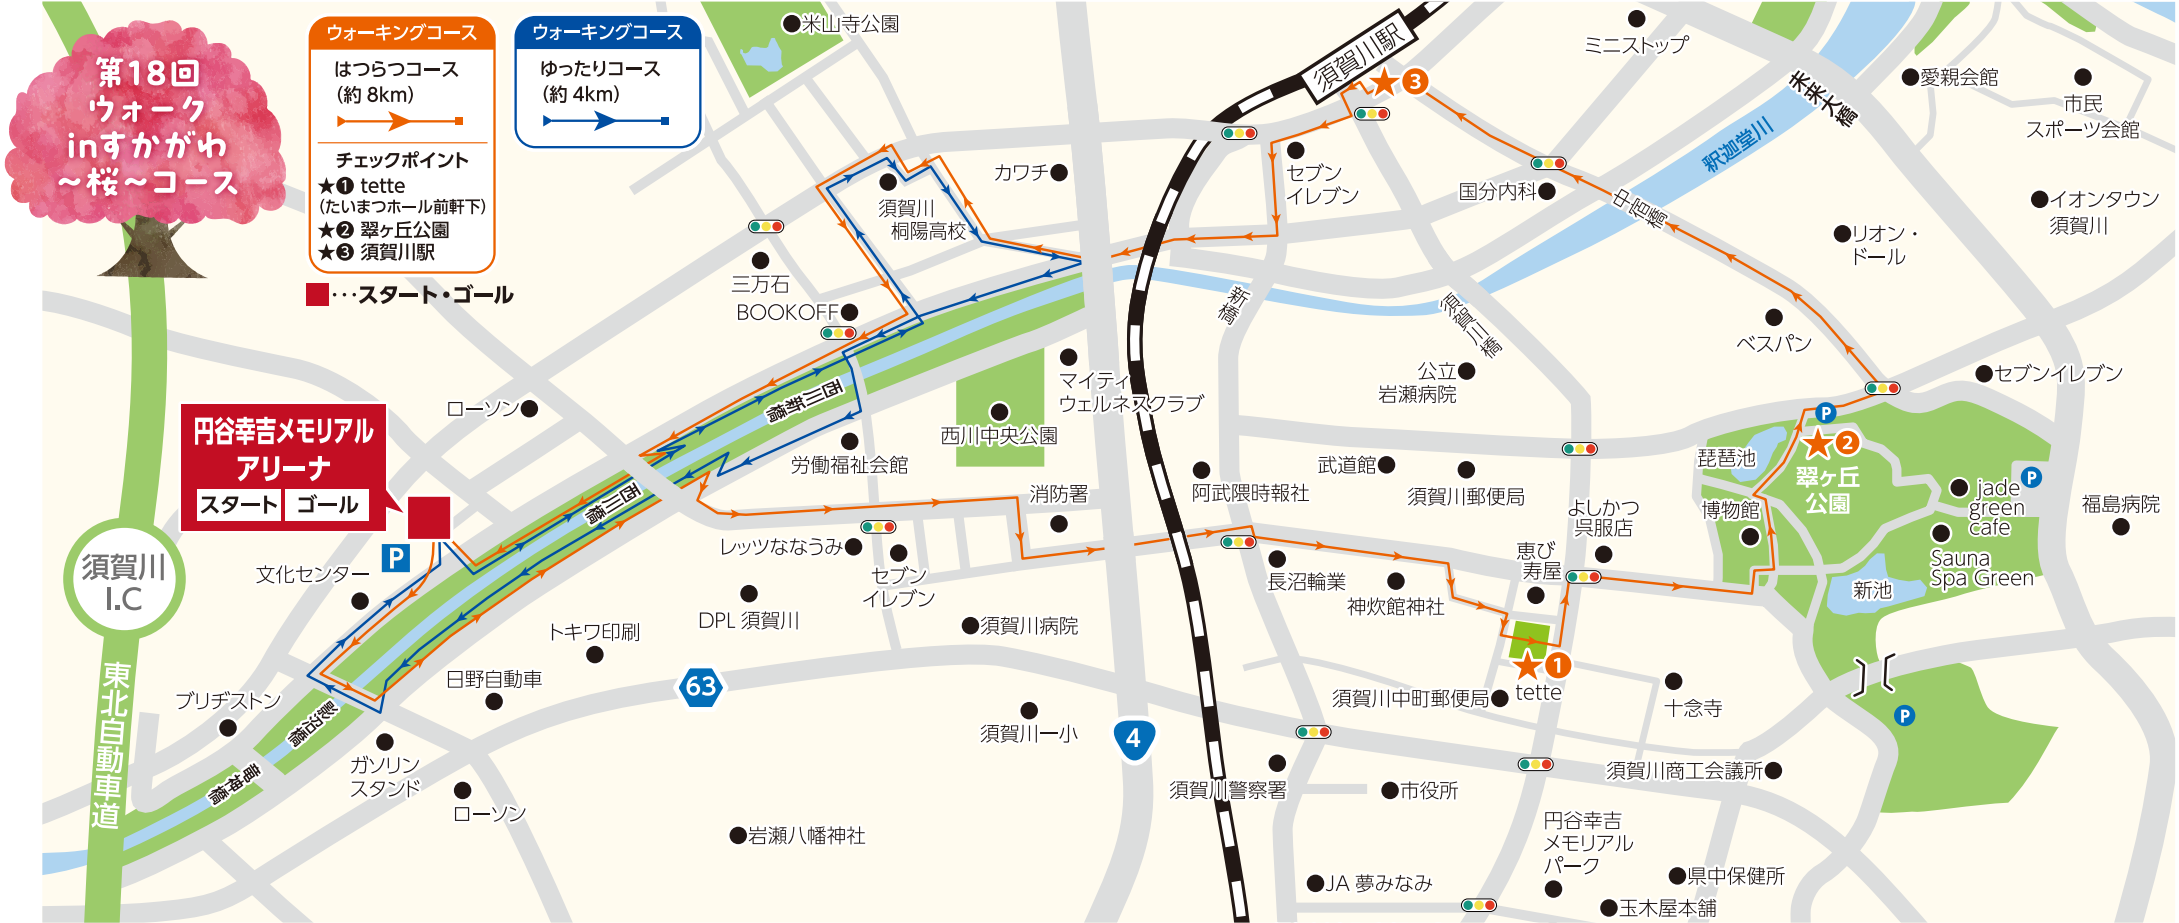 第18回
ウォーク
inすかがわ
～桜～コース
ウォーキングコース
はつらつコース
(約 8km)
チェックポイント
★❶ tette
(たいまつホール前軒下)
★❷ 翠ヶ丘公園
★❸ 須賀川駅
ウォーキングコース
ゆったりコース
(約 4km)
■･･･スタート・ゴール
米山寺公園
須賀川駅
3
ミニストップ
未来大橋
愛親会館
市民
スポーツ会館
釈迦堂川
カワチ
セブン
イレブン
国分内科
中宿橋
イオンタウン
須賀川
リオン・
ドール
須賀川
桐陽高校
三万石
BOOKOFF
新橋
須賀川橋
ベスパン
セブンイレブン
公立
岩瀬病院
マイティ
ウェルネスクラブ
西川新橋
西川中央公園
ローソン
労働福祉会館
円谷幸吉メモリアル
アリーナ
スタート
ゴール
P
西川橋
消防署
阿武隈時報社
武道館
須賀川郵便局
よしかつ
呉服店
琵琶池
P
2
翠ヶ丘
公園
博物館
jade
green
cafe
P
福島病院
Sauna
Spa Green
新池
須賀川
I.C
文化センター
レッツななうみ
セブン
イレブン
長沼輪業
神炊館神社
恵び
寿屋
DPL 須賀川
須賀川病院
トキワ印刷
日野自動車
63
1
tette
須賀川中町郵便局
十念寺
P
東北自動車道
ブリヂストン
龍神橋
ガソリン
スタンド
ローソン
須賀川一小
4
須賀川警察署
市役所
須賀川商工会議所
岩瀬八幡神社
円谷幸吉
メモリアル
パーク
JA 夢みなみ
県中保健所
玉木屋本舗